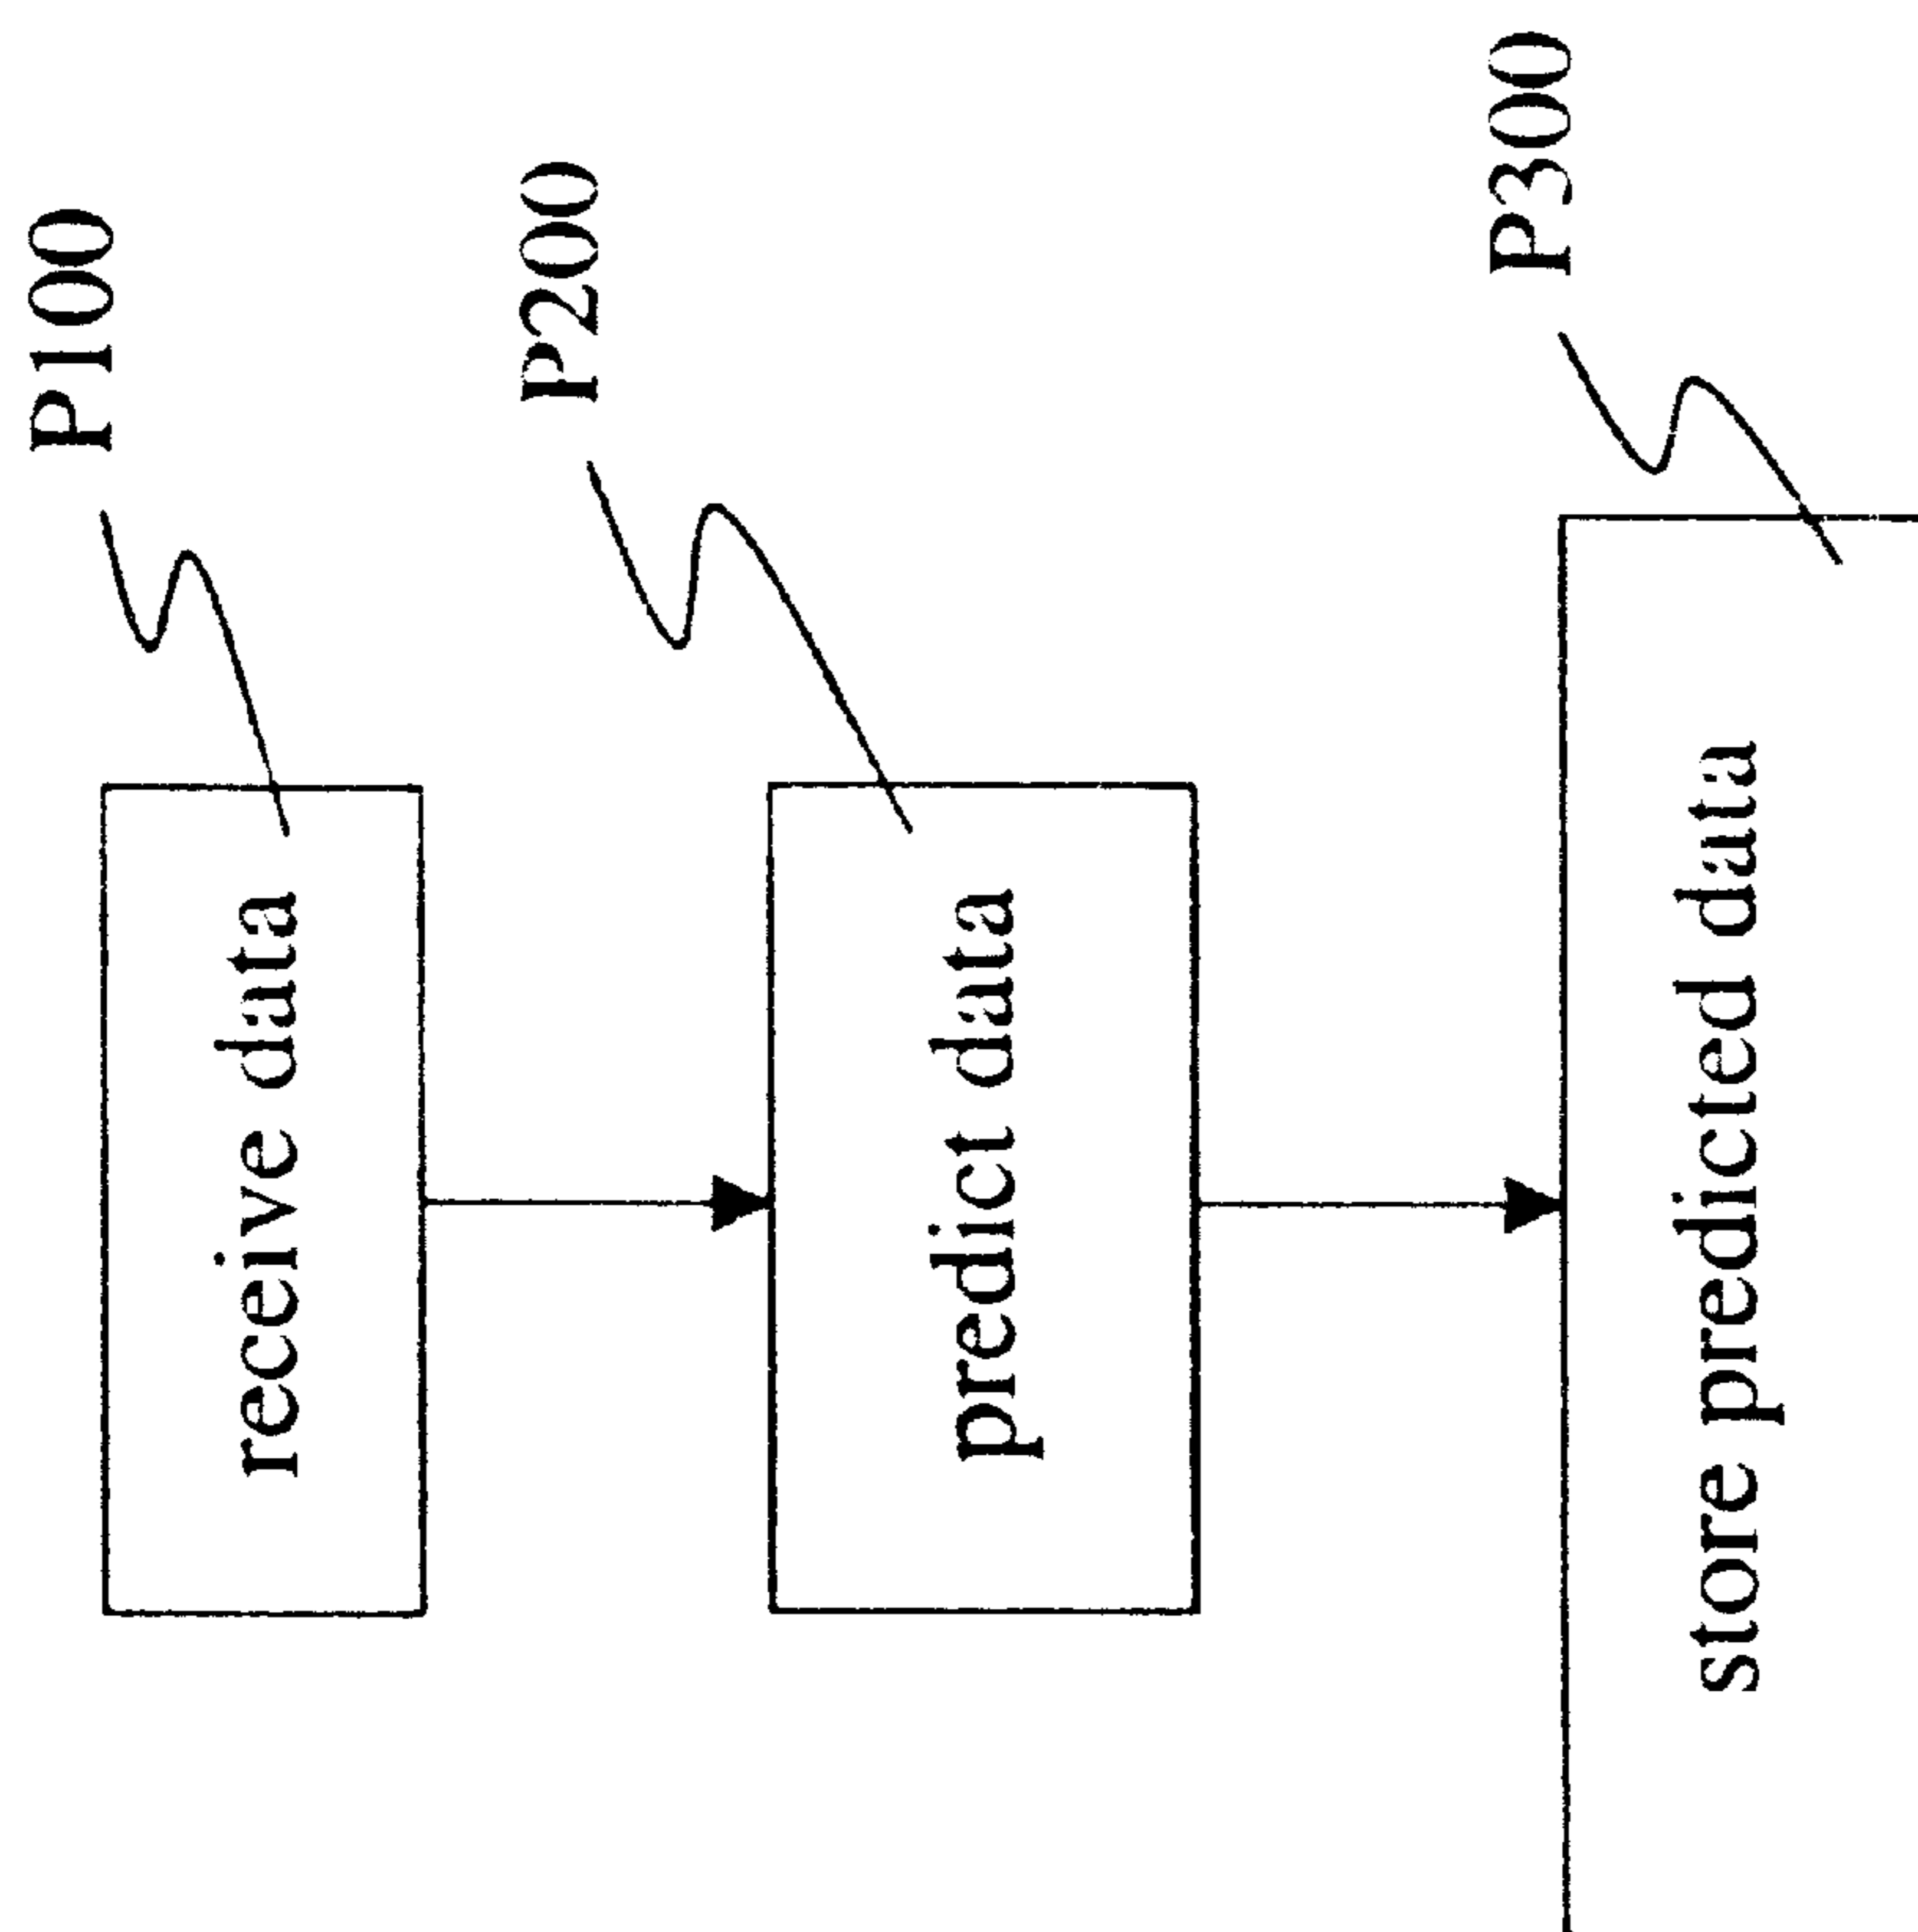 P100
receive data
P200
predict data
P300
store predicted data